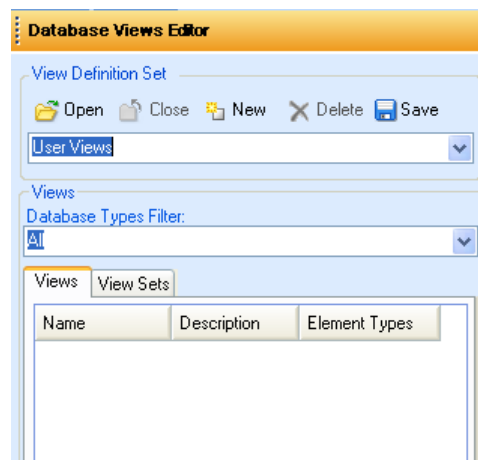 Database Views Editor
View Definition Set
Open Close New Delete Save
User Views
Views
Database Types Filter:
All
Views View Sets
Name Description Element Types